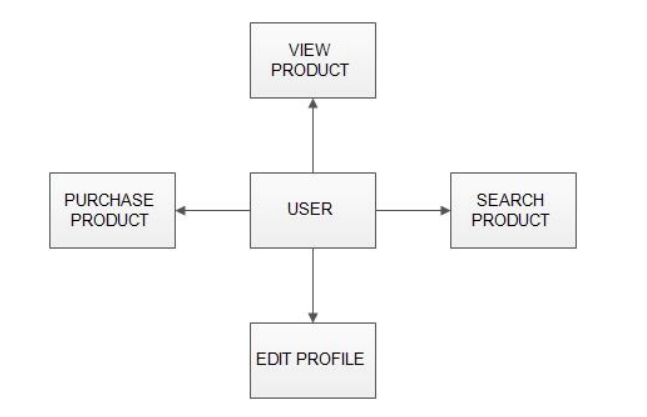 VIEW
PRODUCT
PURCHASE
PRODUCT
USER
SEARCH
PRODUCT
EDIT PROFILE